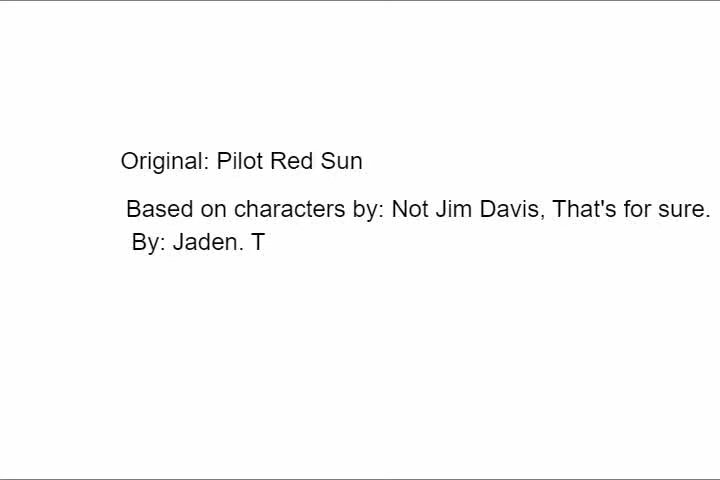 Original: Pilot Red Sun
Based on characters by: Not Jim Davis, That's for sure.
By: Jaden. T